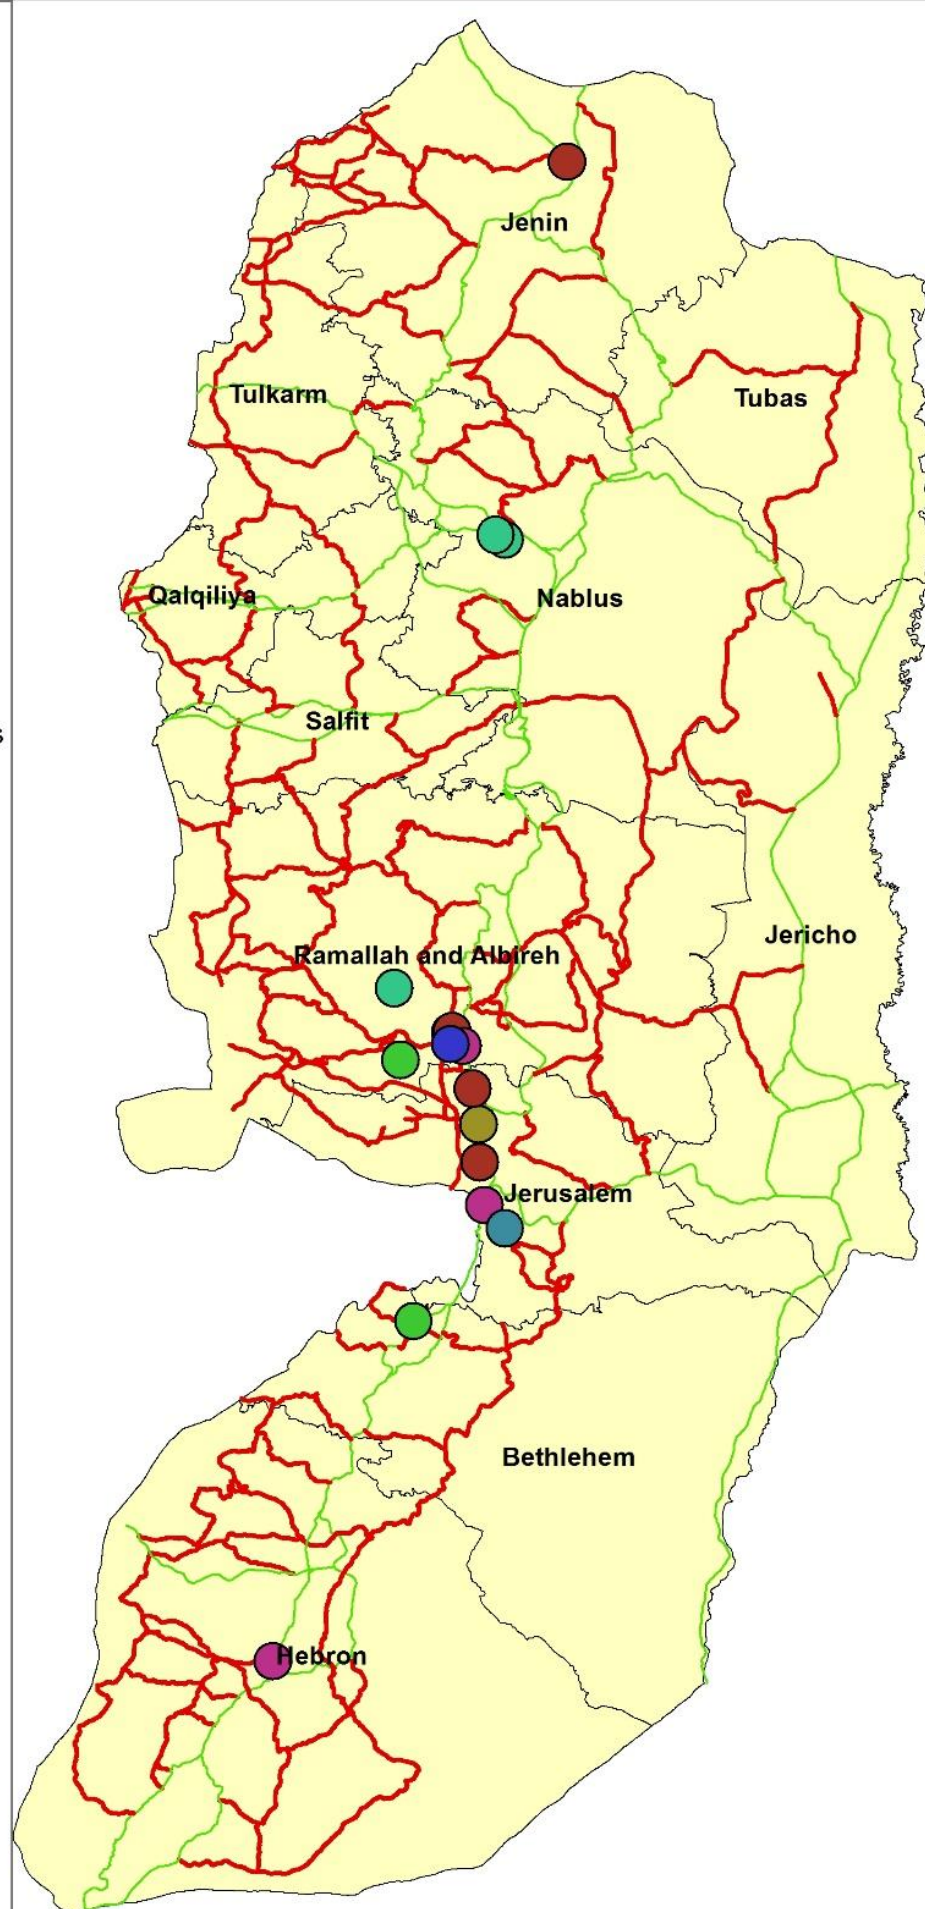 Jenin
Tulkarm
Tubas
Qalqiliya
Nablus
s
Salfit
Jericho
Ramallah and Albireh
Jerusalem
Bethlehem
Hebron